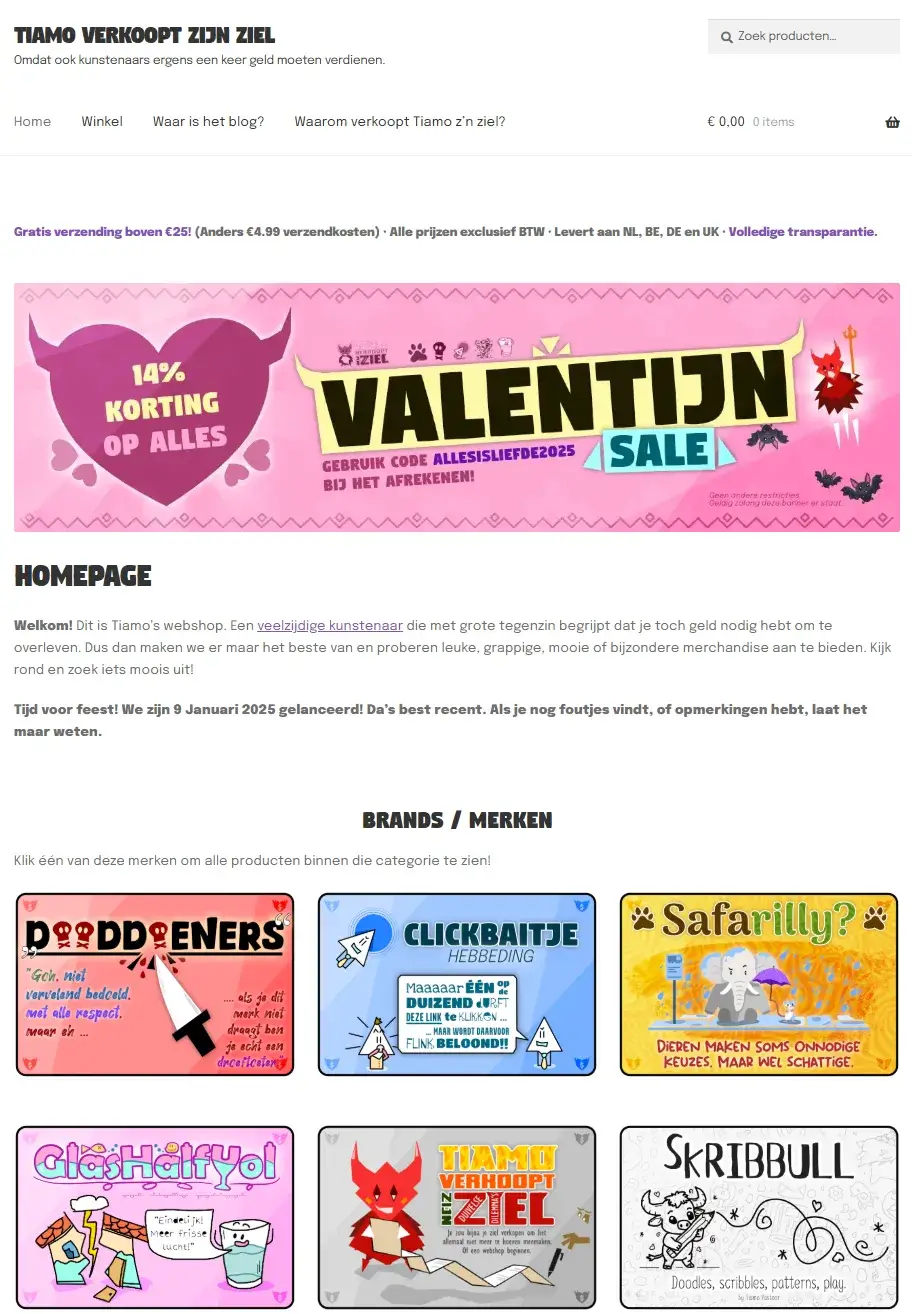 TIAMO VERKOOPT ZIJN ZIEL
Omdat ook kunstenaars ergens een keer geld moeten verdienen.
Zoek producten…
Home
Winkel
Waar is het blog?
Waarom verkoopt Tiamo z’n ziel?
€ 0,00 0 items
Gratis verzending boven €25! (Anders €4.99 verzendkosten) · Alle prijzen exclusief BTW · Levert aan NL, BE, DE en UK · Volledige transparantie.
14%
KORTING
OP ALLES
ZIEL
VALENTIJN
SALE
GEBRUIK CODE ALLESISLIEFDE2025
BIJ HET AFREKENEN!
Geen andere restricties.
Geldig zolang deze banner er staat.
HOMEPAGE
Welkom! Dit is Tiamo’s webshop. Een veelzijdige kunstenaar die met grote tegenzin begrijpt dat je toch geld nodig hebt om te
overleven. Dus dan maken we er maar het beste van en proberen leuke, grappige, mooie of bijzondere merchandise aan te bieden. Kijk
rond en zoek iets moois uit!
Tijd voor feest! We zijn 9 Januari 2025 gelanceerd! Da’s best recent. Als je nog foutjes vindt, of opmerkingen hebt, laat het
maar weten.
BRANDS / MERKEN
Klik één van deze merken om alle producten binnen die categorie te zien!
DOODDOENERS
"Goh, niet
vervelend bedoeld,
met alle respect,
maar eh ...
.... als je dit
merk niet
draagt ben
je echt een
droeftoeter"
CLICKBAITJE
HEBBEDING
Maaaaar ÉÉN op de
DUIZEND DURFT
DEZE LINK te KLIKKEN ...
... MAAR WORDT DAARVOOR
FLINK BELOOND!!
Safarilly?
DIEREN MAKEN SOMS ONNODIGE
KEUZES, MAAR WEL SCHATTIGE.
GlasHalfVol
"Eindelijk!
Meer frisse
lucht!"
TIAMO
VERKOOPT
ZIJN DUIVELSE DILEMMA'S ZIEL
Je zou bijna je ziel verkopen om het
allemaal niet meer te hoeven meemaken.
Of een webshop beginnen.
SKRIBBULL
Doodles, scribbles, patterns, play.
by Tiamo Pastoor